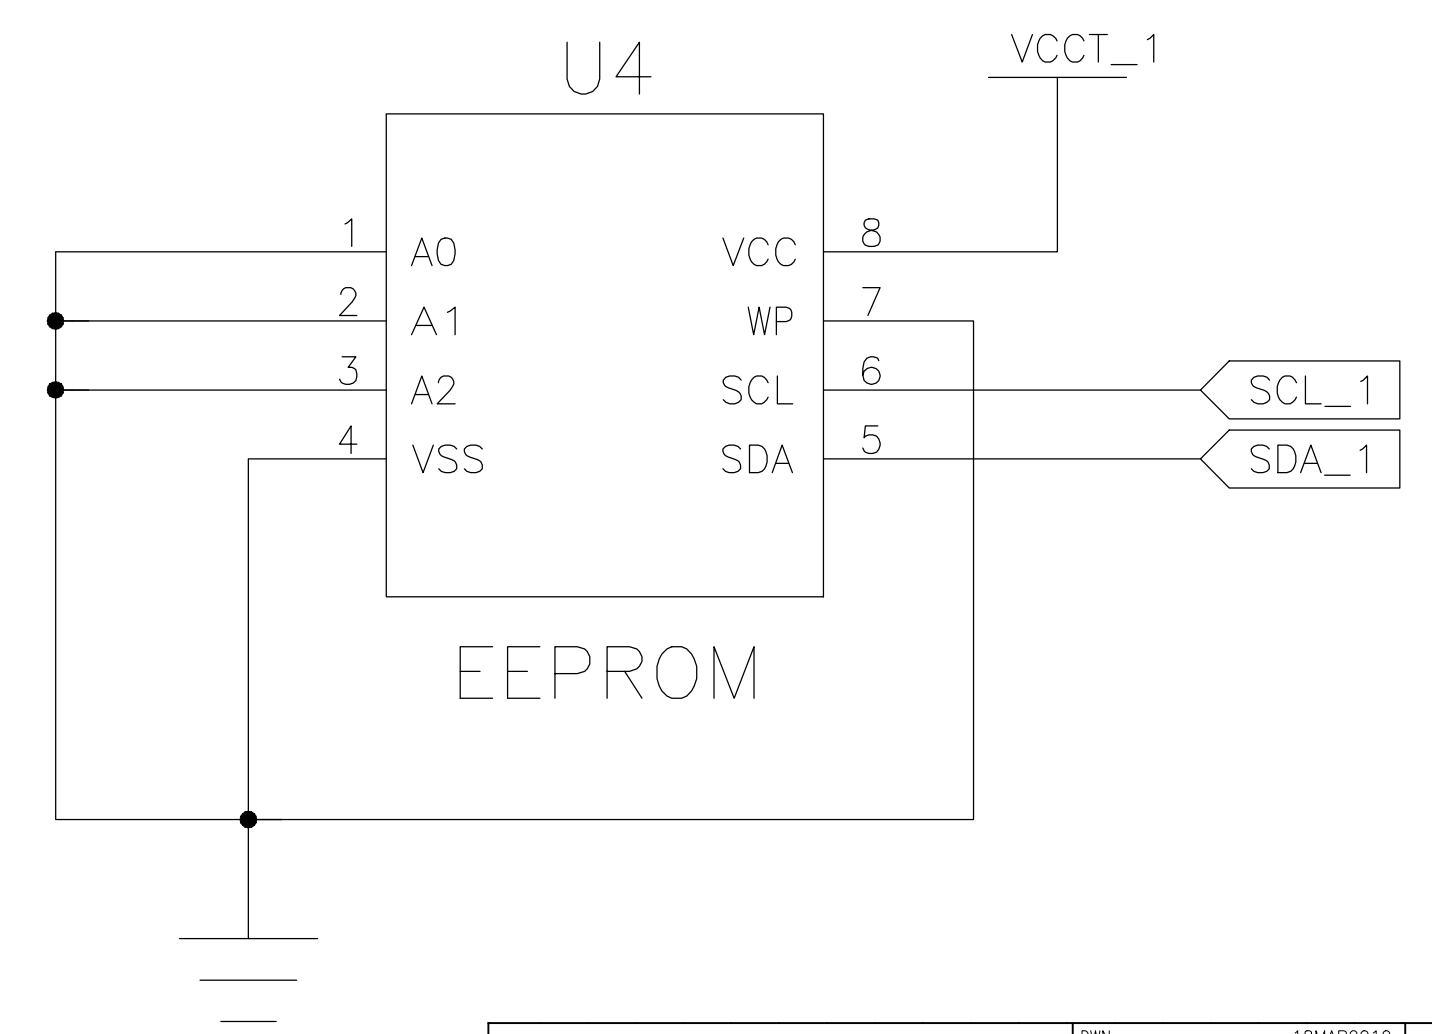 U4
VCCT_1
1 A0 VCC 8
2 A1 WP 7
3 A2 SCL 6 SCL_1
4 VSS SDA 5 SDA_1
EEPROM
DWN